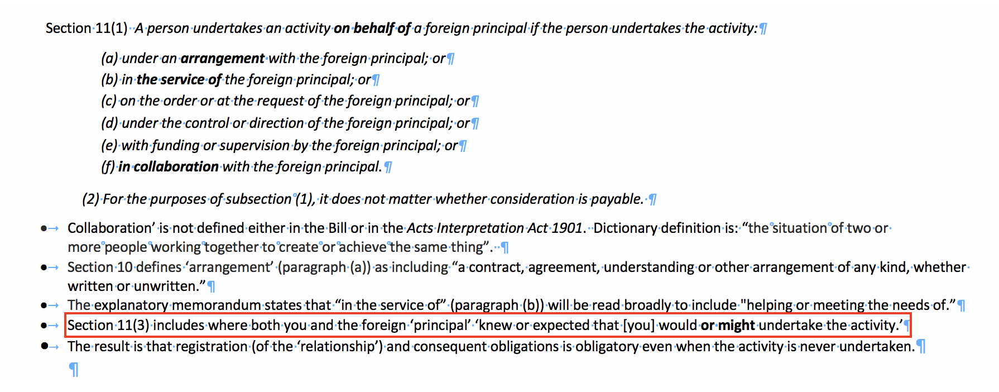 Section 11(1) A person undertakes an activity on behalf of a foreign principal if the person undertakes the activity:¶
(a) under an arrangement with the foreign principal; or¶
(b) in the service of the foreign principal; or¶
(c) on the order or at the request of the foreign principal; or¶
(d) under the control or direction of the foreign principal; or¶
(e) with funding or supervision by the foreign principal; or¶
(f) in collaboration with the foreign principal. ¶
(2) For the purposes of subsection (1), it does not matter whether consideration is payable. ¶
•→ Collaboration’ is not defined either in the Bill or in the Acts Interpretation Act 1901. Dictionary definition is: “the situation of two or
more people working together to create or achieve the same thing”. ¶
•→ Section 10 defines ‘arrangement’ (paragraph (a)) as including “a contract, agreement, understanding or other arrangement of any kind, whether
written or unwritten.”¶
•→ The explanatory memorandum states that “in the service of” (paragraph (b)) will be read broadly to include "helping or meeting the needs of.”¶
•→ Section 11(3) includes where both you and the foreign ‘principal’ ‘knew or expected that [you] would or might undertake the activity.’¶
•→ The result is that registration (of the ‘relationship’) and consequent obligations is obligatory even when the activity is never undertaken.¶
¶